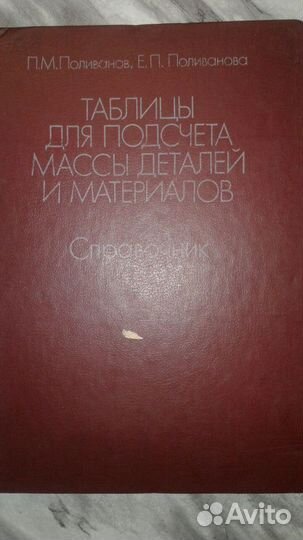 П.М.Поливанов, Е.П. Поливанова
ТАБЛИЦЫ
ДЛЯ ПОДСЧЕТА
МАССЫ ДЕТАЛЕЙ
И МАТЕРИАЛОВ
Справочник
Avito